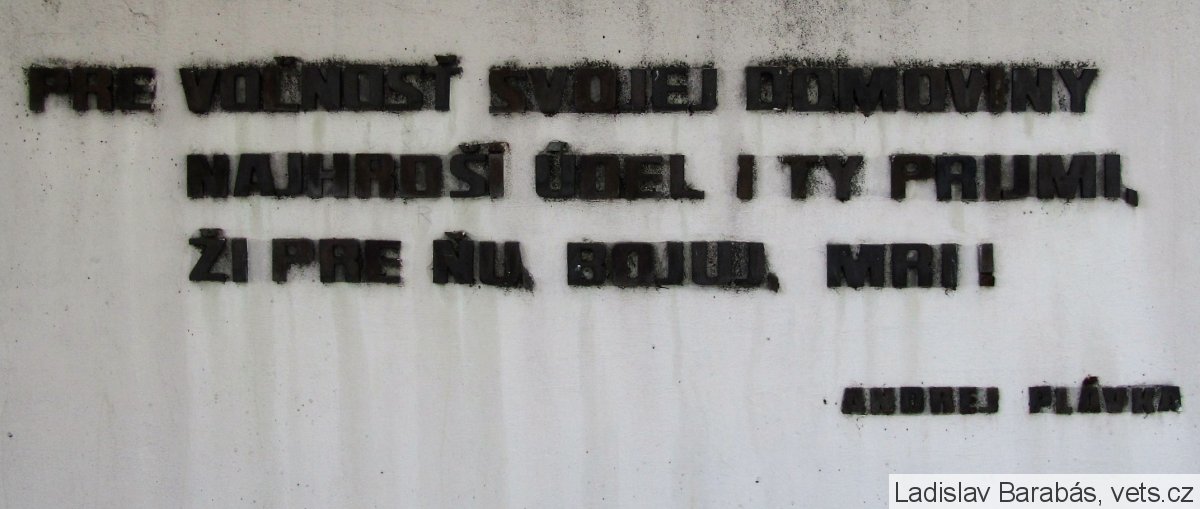 PRE VOĽNOSŤ SVOJEJ DOMOVINY
NAJHROŠÍ ÚDEL I TY PRIJMI,
ŽI PRE ŇU, BOJUJ, MRI!
ANDREJ PLÁVKA
Ladislav Barabás, vets.cz